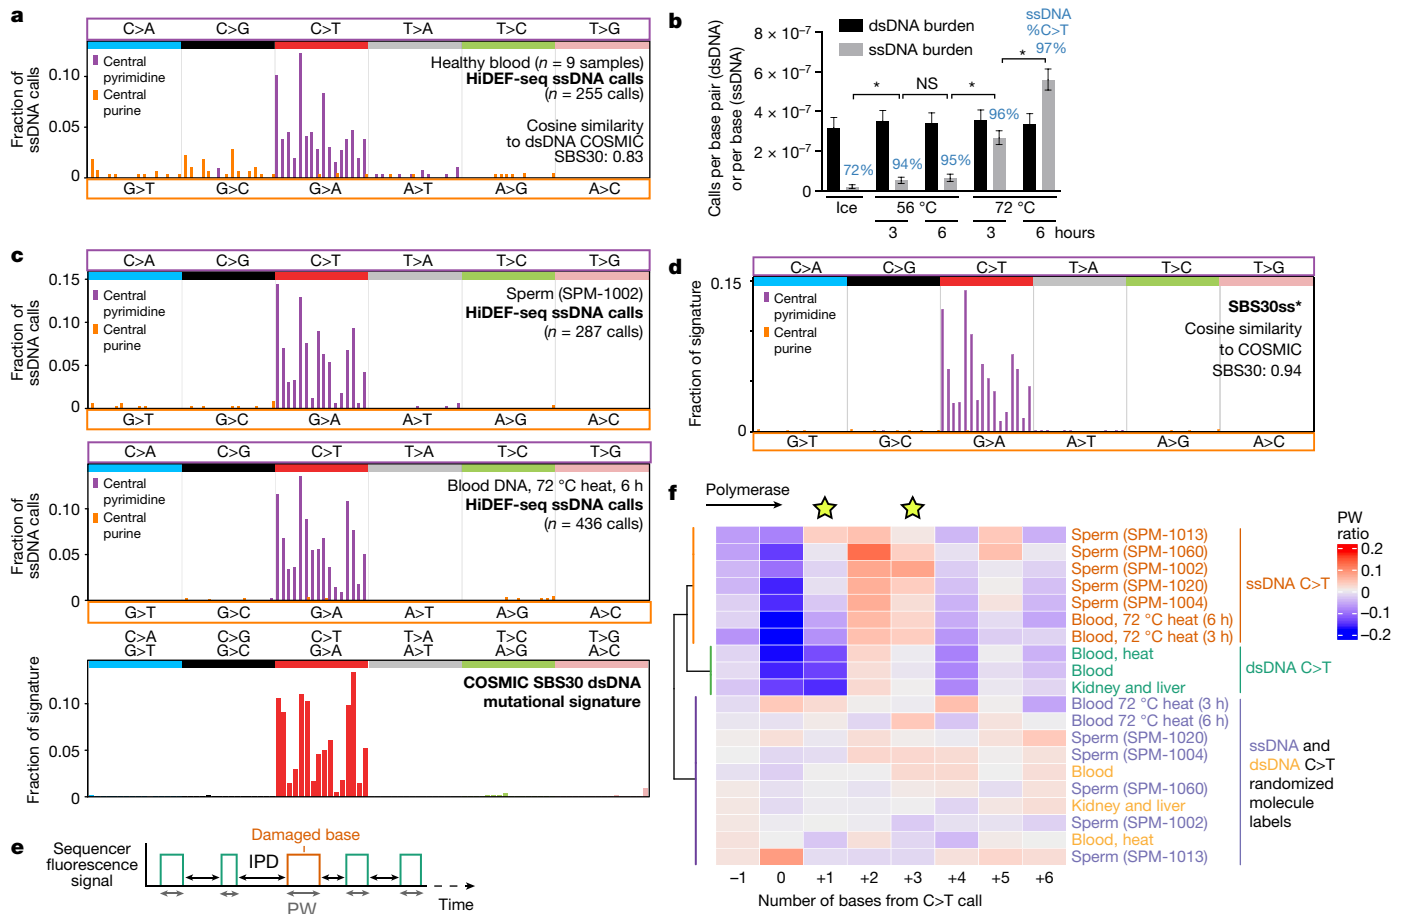 a
C>A C>G C>T T>A T>C T>G
Fraction of
ssDNA calls
0.10
0.05
0
Central
pyrimidine
Central
purine
Healthy blood (n = 9 samples)
HiDEF-seq ssDNA calls
(n = 255 calls)
Cosine similarity
to dsDNA COSMIC
SBS30: 0.83
G>T G>C G>A A>T A>G A>C
b
Calls per base pair (dsDNA)
or per base (ssDNA)
8 × 10⁻⁷
6 × 10⁻⁷
4 × 10⁻⁷
2 × 10⁻⁷
0
dsDNA burden
ssDNA burden
ssDNA
%C>T
97%
* NS * *
72% 94% 95% 96%
Ice 56 °C 72 °C
3 6 3 6 hours
c
C>A C>G C>T T>A T>C T>G
Fraction of
ssDNA calls
0.15
0.10
0.05
0
Central
pyrimidine
Central
purine
Sperm (SPM-1002)
HiDEF-seq ssDNA calls
(n = 287 calls)
G>T G>C G>A A>T A>G A>C
C>A C>G C>T T>A T>C T>G
Fraction of
ssDNA calls
0.10
0.05
0
Central
pyrimidine
Central
purine
Blood DNA, 72 °C heat, 6 h
HiDEF-seq ssDNA calls
(n = 436 calls)
G>T G>C G>A A>T A>G A>C
C>A C>G C>T T>A T>C T>G
G>T G>C G>A A>T A>G A>C
Fraction of signature
0.10
0.05
0
COSMIC SBS30 dsDNA
mutational signature
d
C>A C>G C>T T>A T>C T>G
Fraction of signature
0.15
0
Central
pyrimidine
Central
purine
SBS30ss*
Cosine similarity
to COSMIC
SBS30: 0.94
G>T G>C G>A A>T A>G A>C
e
Damaged base
Sequencer
fluorescence
signal
IPD
PW
Time
f
Polymerase
Sperm (SPM-1013)
Sperm (SPM-1060)
Sperm (SPM-1002)
Sperm (SPM-1020)
Sperm (SPM-1004)
Blood, 72 °C heat (6 h)
Blood, 72 °C heat (3 h)
Blood, heat
Blood
Kidney and liver
Blood 72 °C heat (3 h)
Blood 72 °C heat (6 h)
Sperm (SPM-1020)
Sperm (SPM-1004)
Blood
Sperm (SPM-1060)
Kidney and liver
Sperm (SPM-1002)
Blood, heat
Sperm (SPM-1013)
ssDNA C>T
dsDNA C>T
ssDNA and
dsDNA C>T
randomized
molecule
labels
PW
ratio
0.2
0.1
0
−0.1
−0.2
−1 0 +1 +2 +3 +4 +5 +6
Number of bases from C>T call